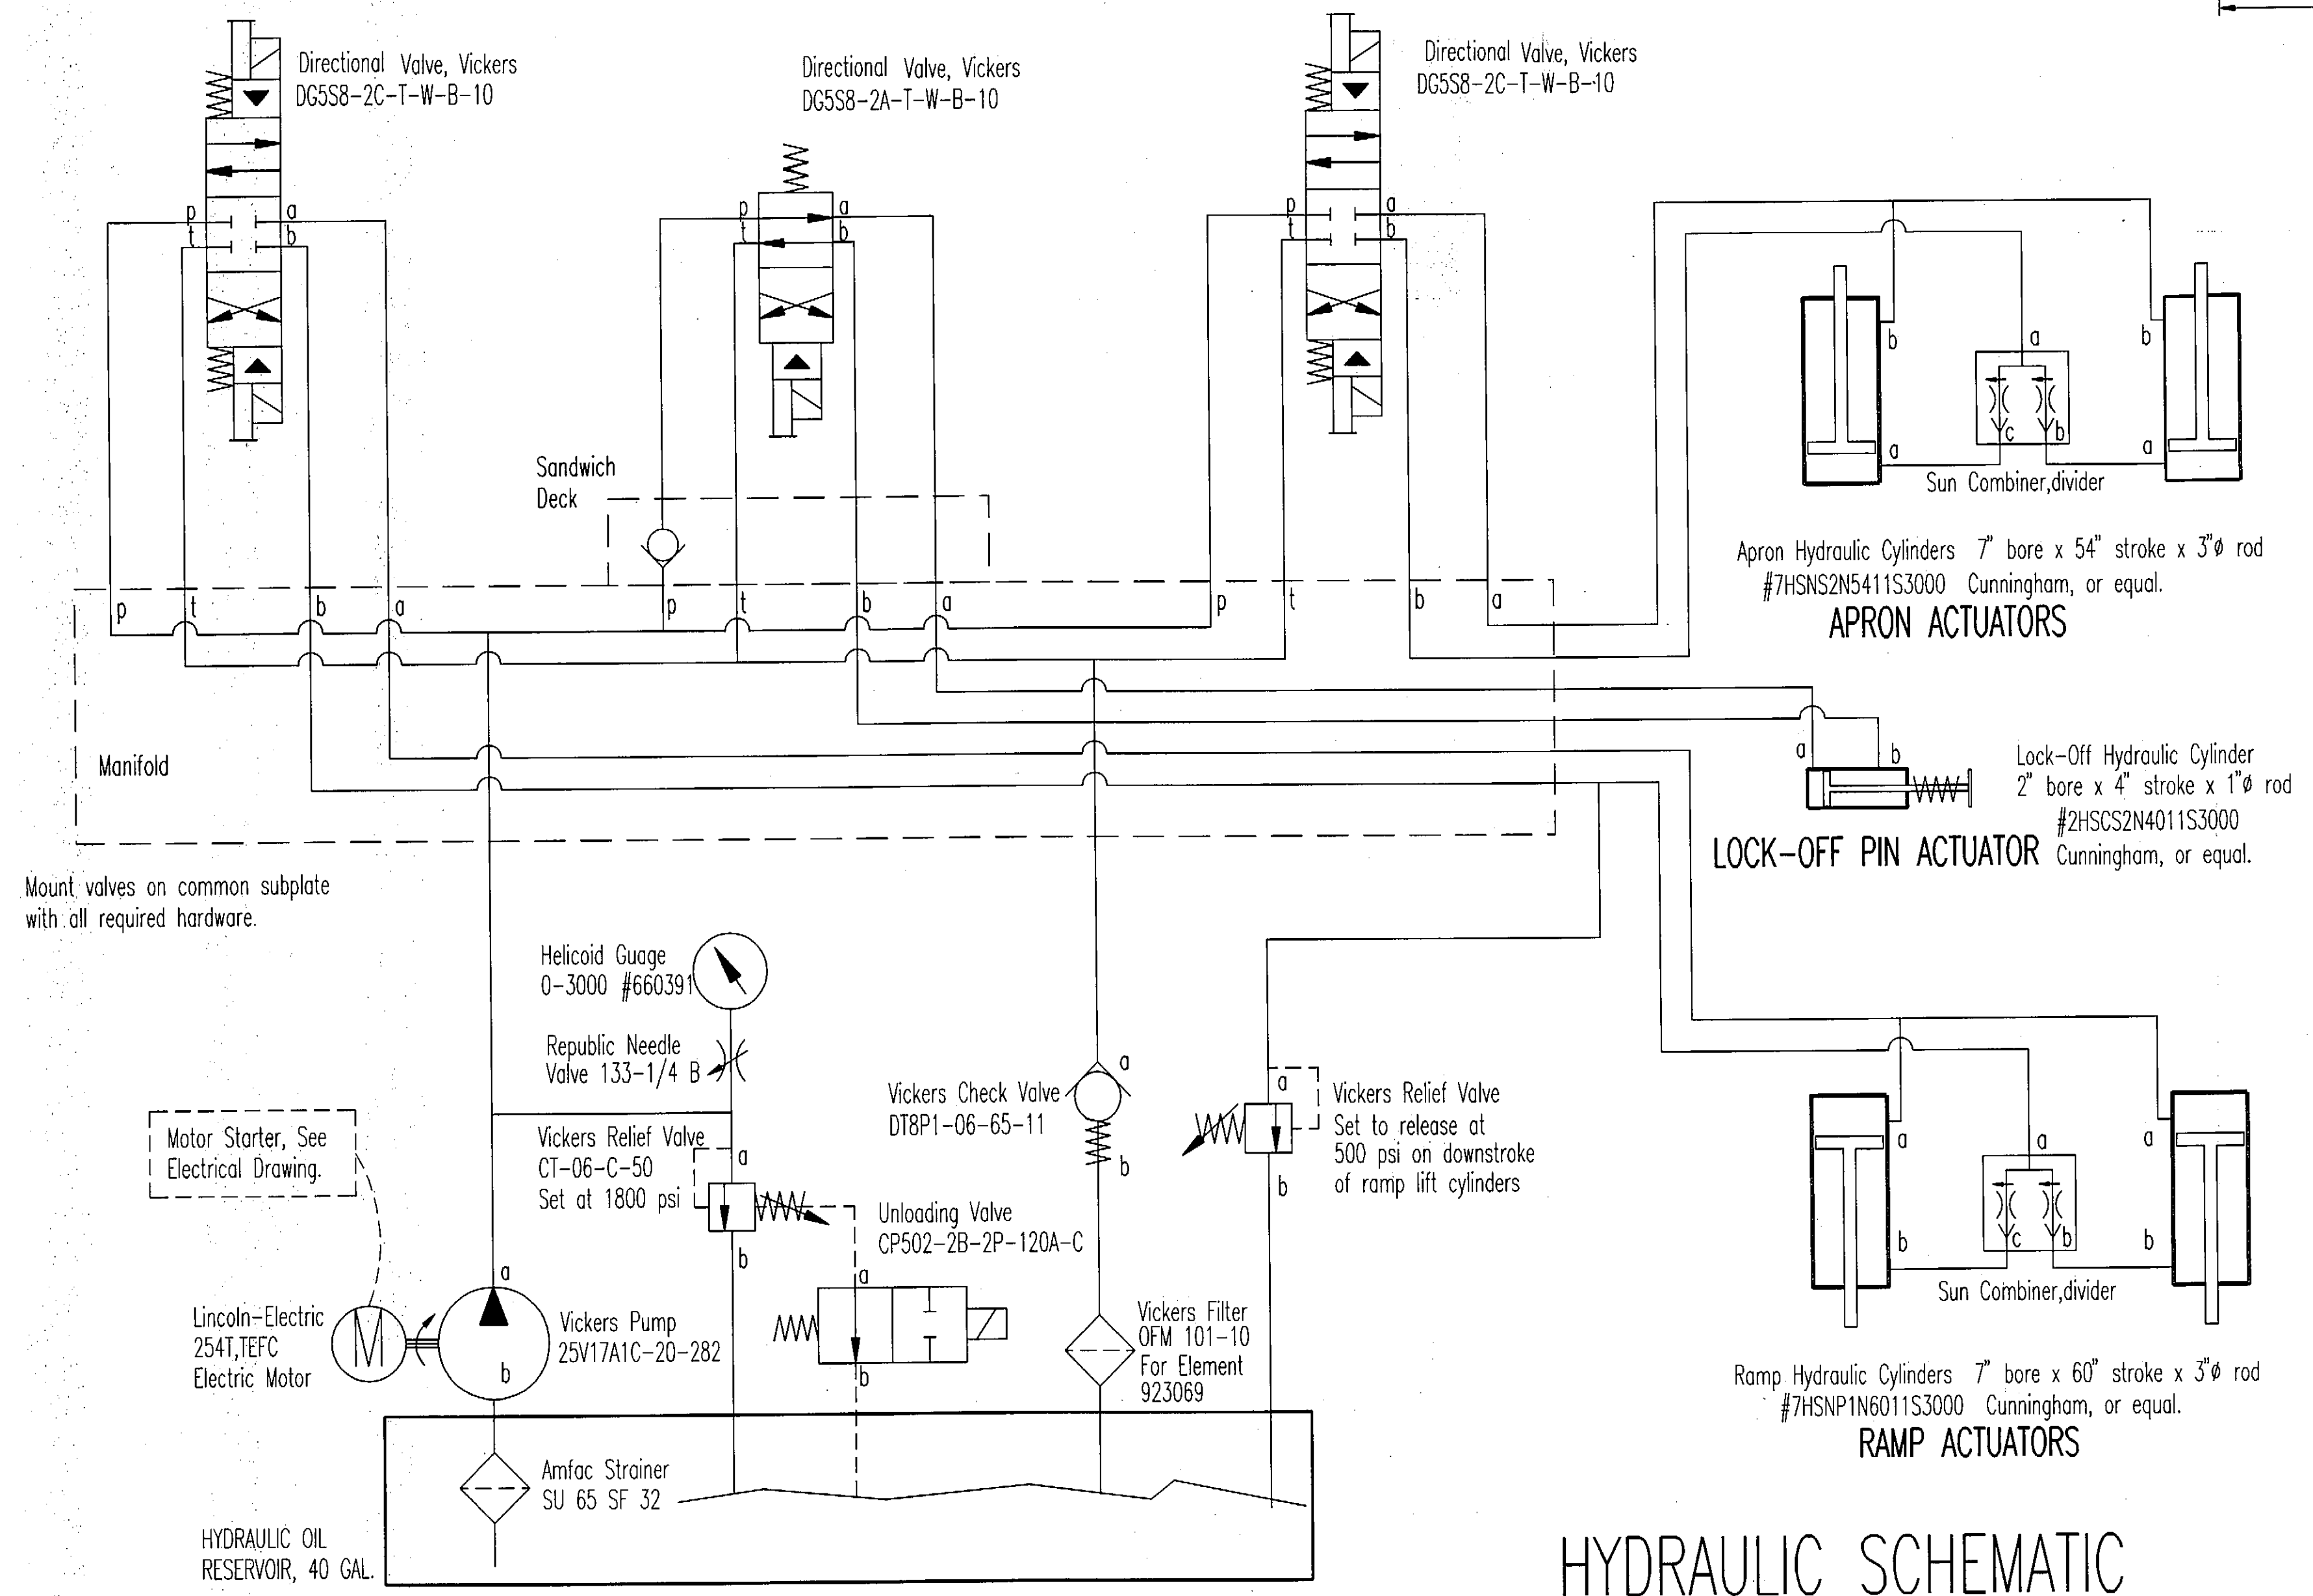 Directional Valve, Vickers
DG5S8-2C-T-W-B-10
Directional Valve, Vickers
DG5S8-2A-T-W-B-10
Directional Valve, Vickers
DG5S8-2C-T-W-B-10
p
t
a
b
p
t
a
b
p
t
a
b
b
a
b
a
c
b
a
a
Sun Combiner,divider
Sandwich
Deck
Apron Hydraulic Cylinders 7" bore x 54" stroke x 3"ø rod
#7HSNS2N5411S3000 Cunningham, or equal.
APRON ACTUATORS
p
t
b
a
p
t
b
a
p
t
b
a
Manifold
a
b
Lock-Off Hydraulic Cylinder
2" bore x 4" stroke x 1"ø rod
#2HSCS2N4011S3000
Cunningham, or equal.
LOCK-OFF PIN ACTUATOR
Mount valves on common subplate
with all required hardware.
Helicoid Guage
0-3000 #660391
Republic Needle
Valve 133-1/4 B
Vickers Check Valve
DT8P1-06-65-11
a
b
a
b
Vickers Relief Valve
Set to release at
500 psi on downstroke
of ramp lift cylinders
Motor Starter, See
Electrical Drawing.
Vickers Relief Valve
CT-06-C-50
Set at 1800 psi
a
b
Unloading Valve
CP502-2B-2P-120A-C
a
b
a
b
Lincoln-Electric
254T,TEFC
Electric Motor
M
Vickers Pump
25V17A1C-20-282
Vickers Filter
OFM 101-10
For Element
923069
a
a
a
b
c
b
b
Sun Combiner,divider
Ramp Hydraulic Cylinders 7" bore x 60" stroke x 3"ø rod
#7HSNP1N6011S3000 Cunningham, or equal.
RAMP ACTUATORS
Amfac Strainer
SU 65 SF 32
HYDRAULIC OIL
RESERVOIR, 40 GAL.
HYDRAULIC SCHEMATIC